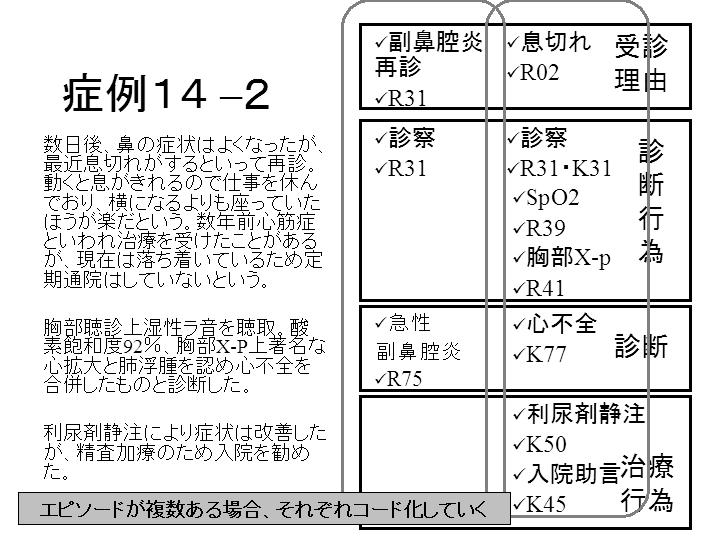 症例14 –2
数日後、鼻の症状はよくなったが、
最近息切れがするといって再診。
動くと息がきれるので仕事を休ん
でおり、横になるよりも座っていた
ほうが楽だという。数年前心筋症
といわれ治療を受けたことがある
が、現在は落ち着いているため定
期通院はしていないという。
胸部聴診上湿性ラ音を聴取。酸
素飽和度92％、胸部X-P上著名な
心拡大と肺浮腫を認め心不全を
合併したものと診断した。
利尿剤静注により症状は改善した
が、精査加療のため入院を勧め
た。
✓副鼻腔炎
再診
✓R31
✓息切れ
✓R02
受診
理由
✓診察
✓R31
✓診察
✓R31・K31
✓SpO2
✓R39
✓胸部X-p
✓R41
診
断
行
為
✓急性
副鼻腔炎
✓R75
✓心不全
✓K77
診断
✓利尿剤静注
✓K50
✓入院助言
✓K45
治療
行為
エピソードが複数ある場合、それぞれコード化していく